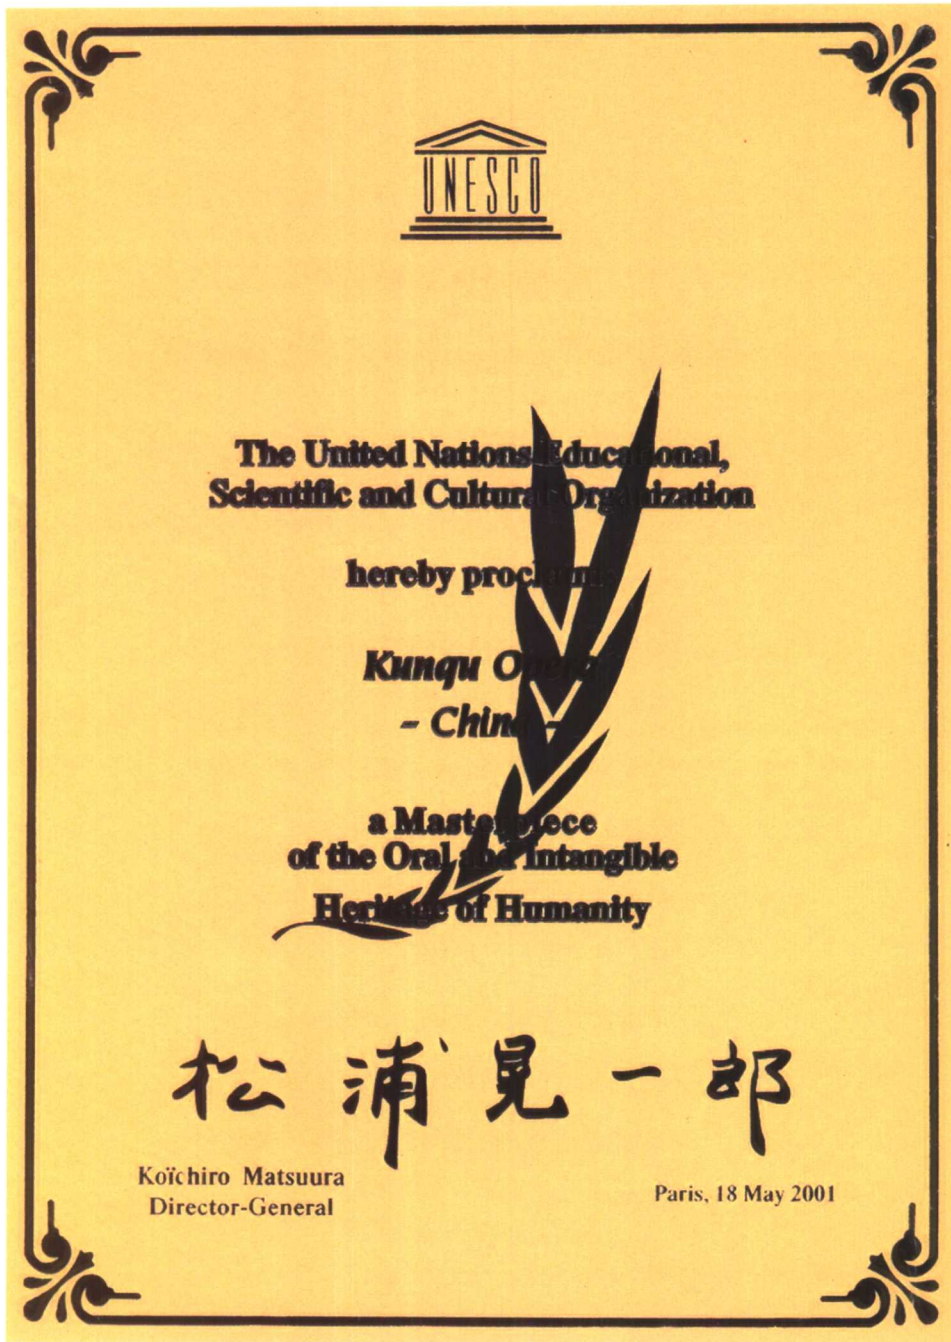 UNESCO
The United Nations Educational,
Scientific and Cultural Organization
hereby proclaims
Kunqu Opera
- China -
a Masterpiece
of the Oral and Intangible
Heritage of Humanity
松浦晃一郎
Koïchiro Matsuura
Director-General
Paris, 18 May 2001